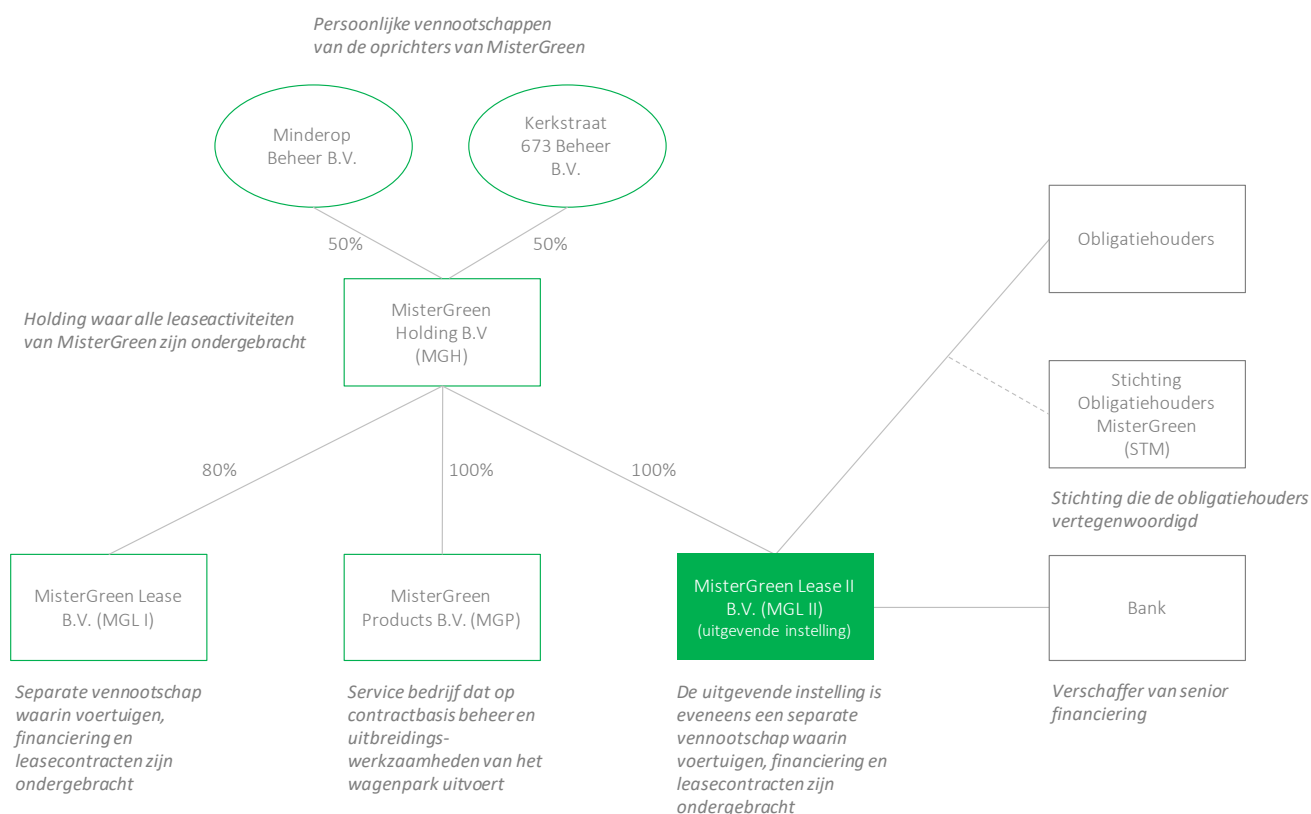 Persoonlijke vennootschappen
van de oprichters van MisterGreen
Minderop
Beheer B.V.
Kerkstraat
673 Beheer
B.V.
50%
50%
Holding waar alle leaseactiviteiten
van MisterGreen zijn ondergebracht
MisterGreen
Holding B.V
(MGH)
Obligatiehouders
Stichting
Obligatiehouders
MisterGreen
(STM)
Stichting die de obligatiehouders
vertegenwoordigd
80%
100%
100%
MisterGreen Lease
B.V. (MGL I)
MisterGreen
Products B.V. (MGP)
MisterGreen Lease II
B.V. (MGL II)
(uitgevende instelling)
Bank
Separate vennootschap
waarin voertuigen,
financiering en
leasecontracten zijn
ondergebracht
Service bedrijf dat op
contractbasis beheer en
uitbreidings-
werkzaamheden van het
wagenpark uitvoert
De uitgevende instelling is
eveneens een separate
vennootschap waarin
voertuigen, financiering en
leasecontracten zijn
ondergebracht
Verschaffer van senior
financiering